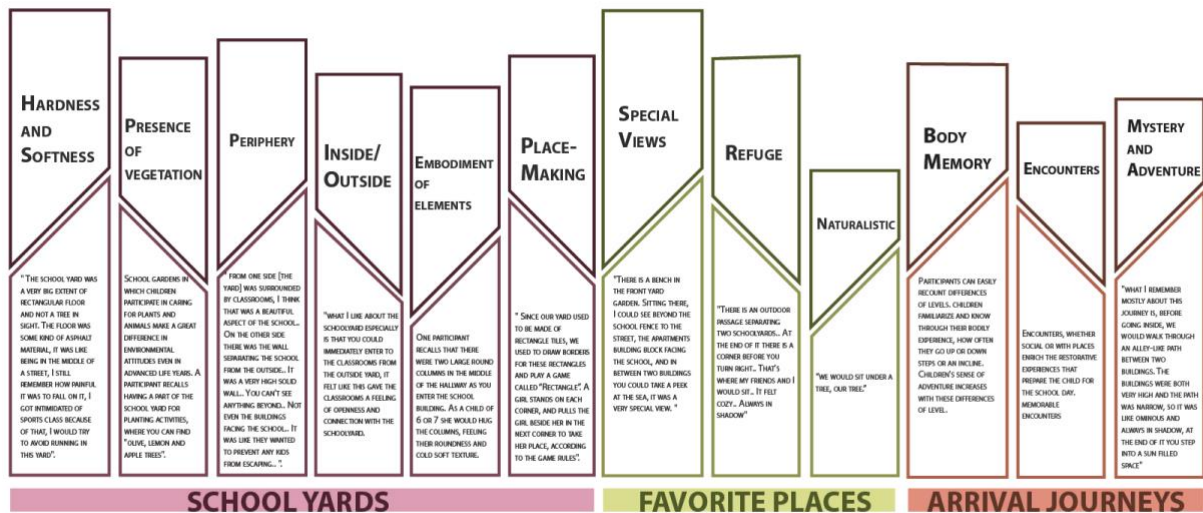 HARDNESS
AND
SOFTNESS
" THE SCHOOL YARD WAS
A VERY BIG EXTENT OF
RECTANGULAR FLOOR
AND NOT A TREE IN
SIGHT. THE FLOOR WAS
SOME KIND OF ASPHALT
MATERIAL, IT WAS LIKE
BEING IN THE MIDDLE OF
A STREET, I STILL
REMEMBER HOW PAINFUL
IT WAS TO FALL ON IT, I
GOT INTIMIDATED OF
SPORTS CLASS BECAUSE
OF THAT, I WOULD TRY
TO AVOID RUNNING IN
THIS YARD".
PRESENCE
OF
VEGETATION
SCHOOL GARDENS IN
WHICH CHILDREN
PARTICIPATE IN CARING
FOR PLANTS AND
ANIMALS MAKE A GREAT
DIFFERENCE IN
ENVIRONMENTAL
ATTITUDES EVEN IN
ADVANCED LIFE YEARS. A
PARTICIPANT RECALLS
HAVING A PART OF THE
SCHOOL YARD FOR
PLANTING ACTIVITIES,
WHERE YOU CAN FIND
"OLIVE, LEMON AND
APPLE TREES".
PERIPHERY
" FROM ONE SIDE [THE
YARD] WAS SURROUNDED
BY CLASSROOMS, I THINK
THAT WAS A BEAUTIFUL
ASPECT OF THE SCHOOL..
ON THE OTHER SIDE
THERE WAS THE WALL
SEPARATING THE SCHOOL
FROM THE OUTSIDE.. IT
WAS A VERY HIGH SOLID
WALL.. YOU CAN'T SEE
ANYTHING BEYOND.. NOT
EVEN THE BUILDINGS
FACING THE SCHOOL.. IT
WAS LIKE THEY WANTED
TO PREVENT ANY KIDS
FROM ESCAPING.. ".
INSIDE/
OUTSIDE
"WHAT I LIKE ABOUT THE
SCHOOLYARD ESPECIALLY
IS THAT YOU COULD
IMMEDIATELY ENTER TO
THE CLASSROOMS FROM
THE OUTSIDE YARD, IT
FELT LIKE THIS GAVE THE
CLASSROOMS A FEELING
OF OPENNESS AND
CONNECTION WITH THE
SCHOOLYARD.
EMBODIMENT
OF
ELEMENTS
ONE PARTICIPANT
RECALLS THAT THERE
WERE TWO LARGE ROUND
COLUMNS IN THE MIDDLE
OF THE HALLWAY AS YOU
ENTER THE SCHOOL
BUILDING. AS A CHILD OF
6 OR 7 SHE WOULD HUG
THE COLUMNS, FEELING
THEIR ROUNDNESS AND
COLD SOFT TEXTURE.
PLACE-
MAKING
" SINCE OUR YARD USED
TO BE MADE OF
RECTANGLE TILES, WE
USED TO DRAW BORDERS
FOR THESE RECTANGLES
AND PLAY A GAME
CALLED "RECTANGLE". A
GIRL STANDS ON EACH
CORNER, AND PULLS THE
GIRL BESIDE HER IN THE
NEXT CORNER TO TAKE
HER PLACE, ACCORDING
TO THE GAME RULES".
SPECIAL
VIEWS
"THERE IS A BENCH IN
THE FRONT YARD
GARDEN. SITTING THERE,
I COULD SEE BEYOND THE
SCHOOL FENCE TO THE
STREET, THE APARTMENTS
BUILDING BLOCK FACING
THE SCHOOL, AND IN
BETWEEN TWO BUILDINGS
YOU COULD TAKE A PEEK
AT THE SEA, IT WAS A
VERY SPECIAL VIEW. "
REFUGE
"THERE IS AN OUTDOOR
PASSAGE SEPARATING
TWO SCHOOLYARDS.. AT
THE END OF IT THERE IS A
CORNER BEFORE YOU
TURN RIGHT.. THAT'S
WHERE MY FRIENDS AND I
WOULD SIT.. IT FELT
COZY.. ALWAYS IN
SHADOW"
NATURALISTIC
"WE WOULD SIT UNDER A
TREE, OUR TREE."
BODY
MEMORY
PARTICIPANTS CAN EASILY
RECOUNT DIFFERENCES
OF LEVELS. CHILDREN
FAMILIARIZE AND KNOW
THROUGH THEIR BODILY
EXPERIENCE, HOW OFTEN
THEY GO UP OR DOWN
STEPS OR AN INCLINE.
CHILDREN'S SENSE OF
ADVENTURE INCREASES
WITH THESE DIFFERENCES
OF LEVEL.
ENCOUNTERS
ENCOUNTERS, WHETHER
SOCIAL OR WITH PLACES
ENRICH THE RESTORATIVE
EXPERIENCES THAT
PREPARE THE CHILD FOR
THE SCHOOL DAY.
MEMORABLE
ENCOUNTERS
MYSTERY
AND
ADVENTURE
"WHAT I REMEMBER
MOSTLY ABOUT THIS
JOURNEY IS, BEFORE
GOING INSIDE, WE
WOULD WALK THROUGH
AN ALLEY-LIKE PATH
BETWEEN TWO
BUILDINGS. THE
BUILDINGS WERE BOTH
VERY HIGH AND THE PATH
WAS NARROW, SO IT WAS
LIKE OMINOUS AND
ALWAYS IN SHADOW, AT
THE END OF IT YOU STEP
INTO A SUN FILLED
SPACE"
SCHOOL YARDS
FAVORITE PLACES
ARRIVAL JOURNEYS